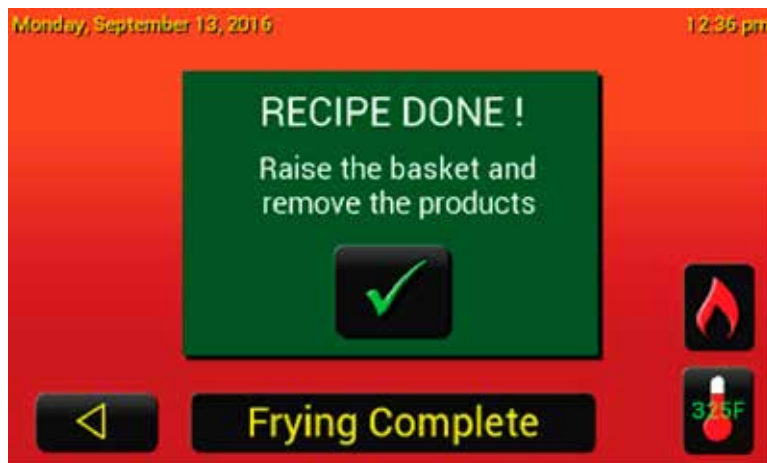 Monday, September 13, 2016
12:36 pm
RECIPE DONE !
Raise the basket and
remove the products
325F
Frying Complete